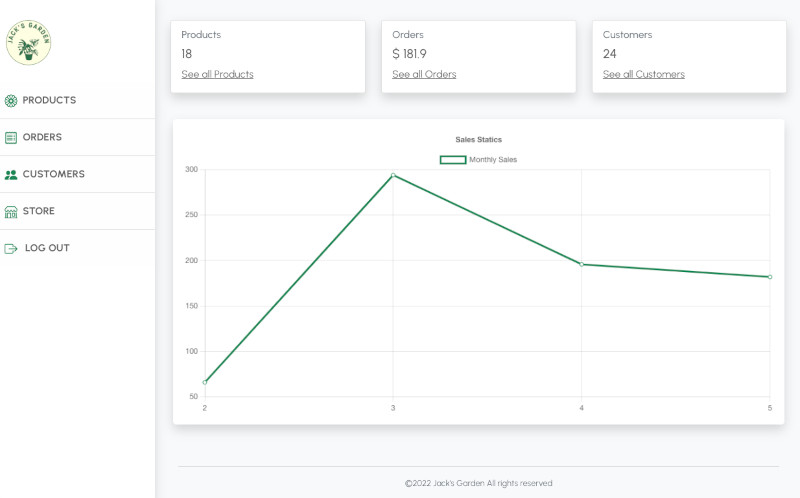 JACK'S GARDEN
PRODUCTS
ORDERS
CUSTOMERS
STORE
LOG OUT
Products
18
See all Products
Orders
$ 181.9
See all Orders
Customers
24
See all Customers
Sales Statics
Monthly Sales
300
250
200
150
100
50
2 3 4 5
©2022 Jack's Garden All rights reserved